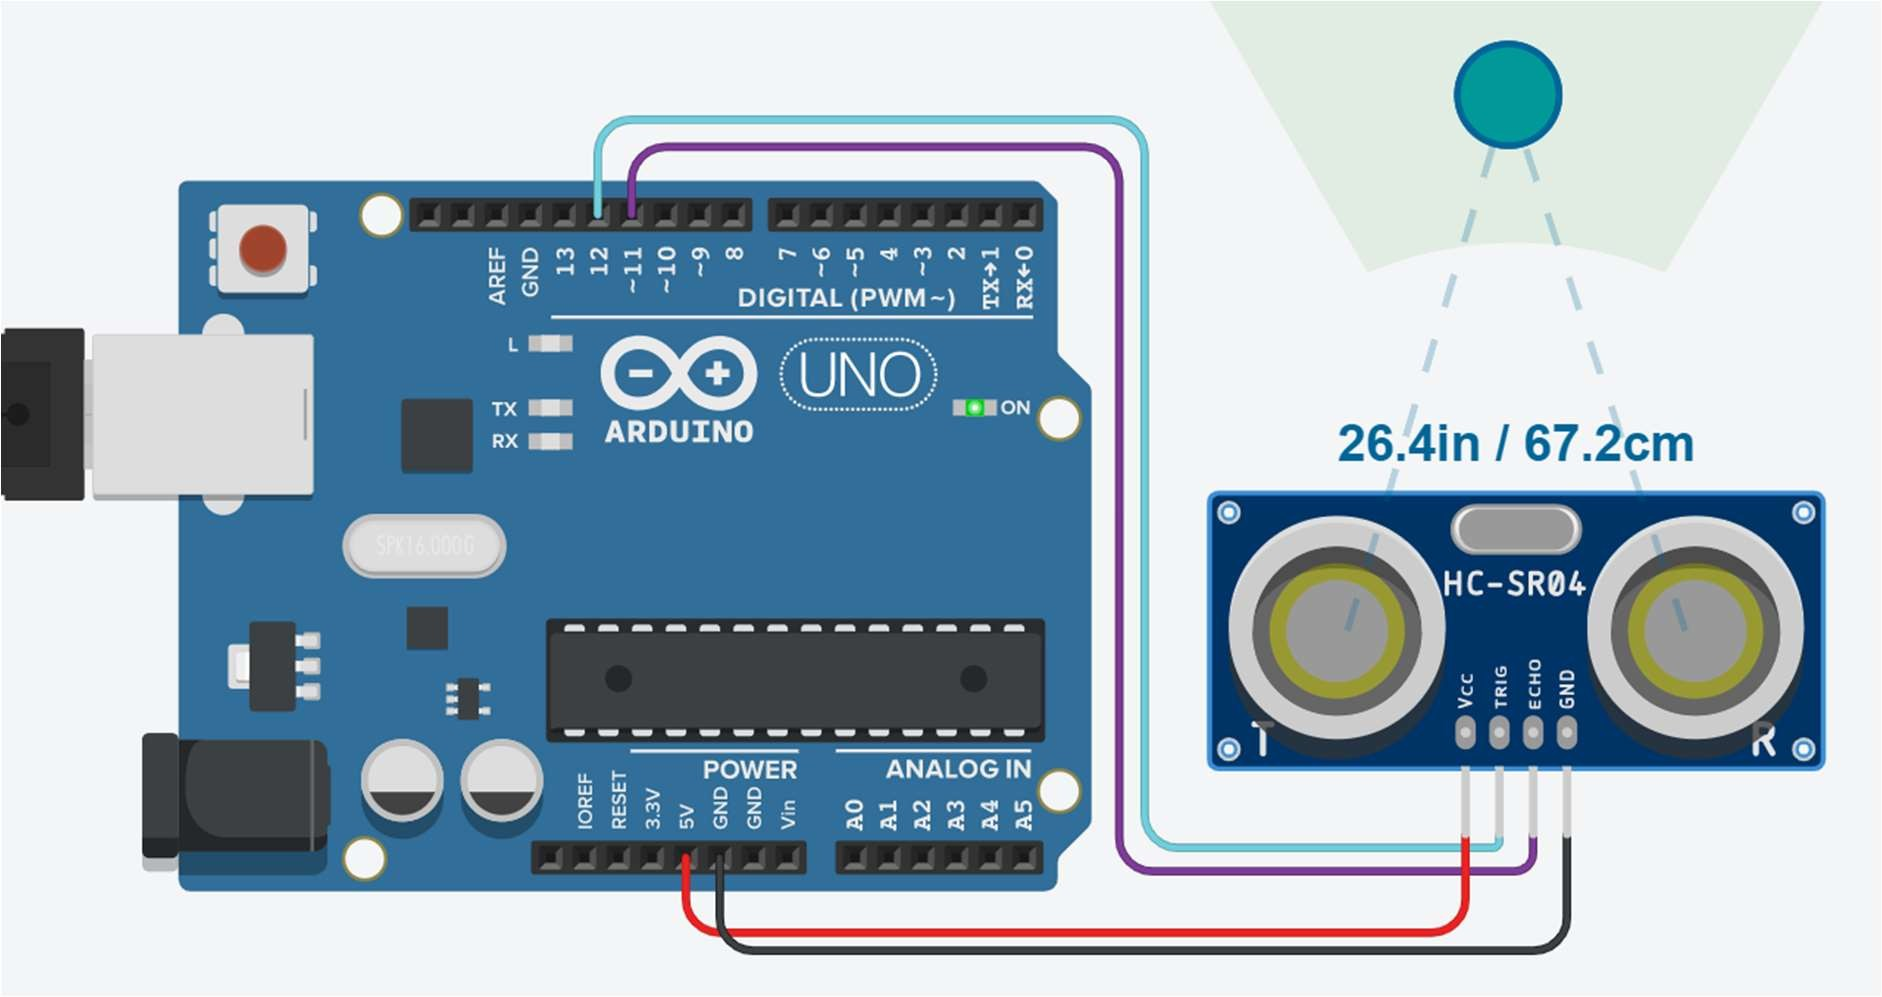 AREF
GND
13
12
~11
~10
~9
8
7
~6
~5
4
~3
2
TX→1
RX←0
DIGITAL (PWM~)
L
TX
RX
ARDUINO
UNO
ON
26.4in / 67.2cm
SPK16.000G
HC-SR04
Vcc
TRIG
ECHO
GND
T
R
POWER
ANALOG IN
IOREF
RESET
3.3V
5V
GND
GND
Vin
A0
A1
A2
A3
A4
A5